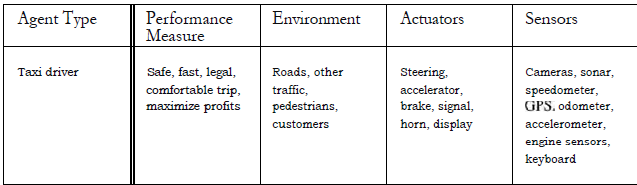 Agent Type
Performance
Measure
Environment
Actuators
Sensors
Taxi driver
Safe, fast, legal,
comfortable trip,
maximize profits
Roads, other
traffic,
pedestrians,
customers
Steering,
accelerator,
brake, signal,
horn, display
Cameras, sonar,
speedometer,
GPS, odometer,
accelerometer,
engine sensors,
keyboard